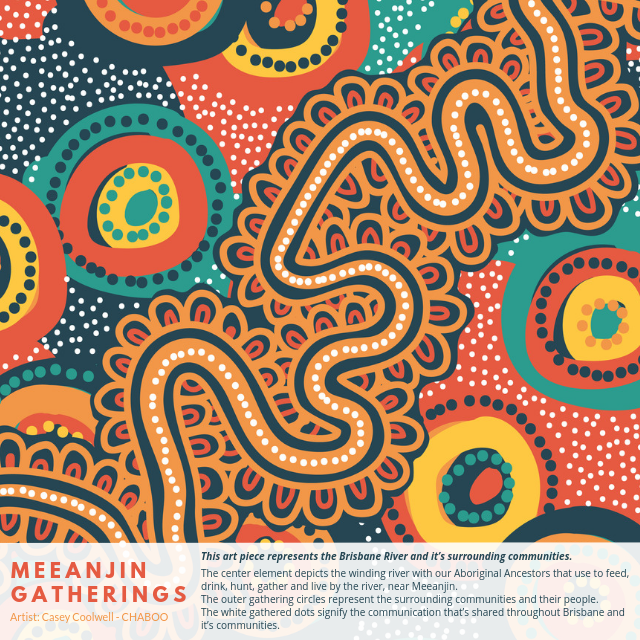 MEEANJIN
GATHERINGS
Artist: Casey Coolwell - CHABOO
This art piece represents the Brisbane River and it's surrounding communities.
The center element depicts the winding river with our Aboriginal Ancestors that use to feed,
drink, hunt, gather and live by the river, near Meeanjin.
The outer gathering circles represent the surrounding communities and their people.
The white gathered dots signify the communication that's shared throughout Brisbane and
it's communities.